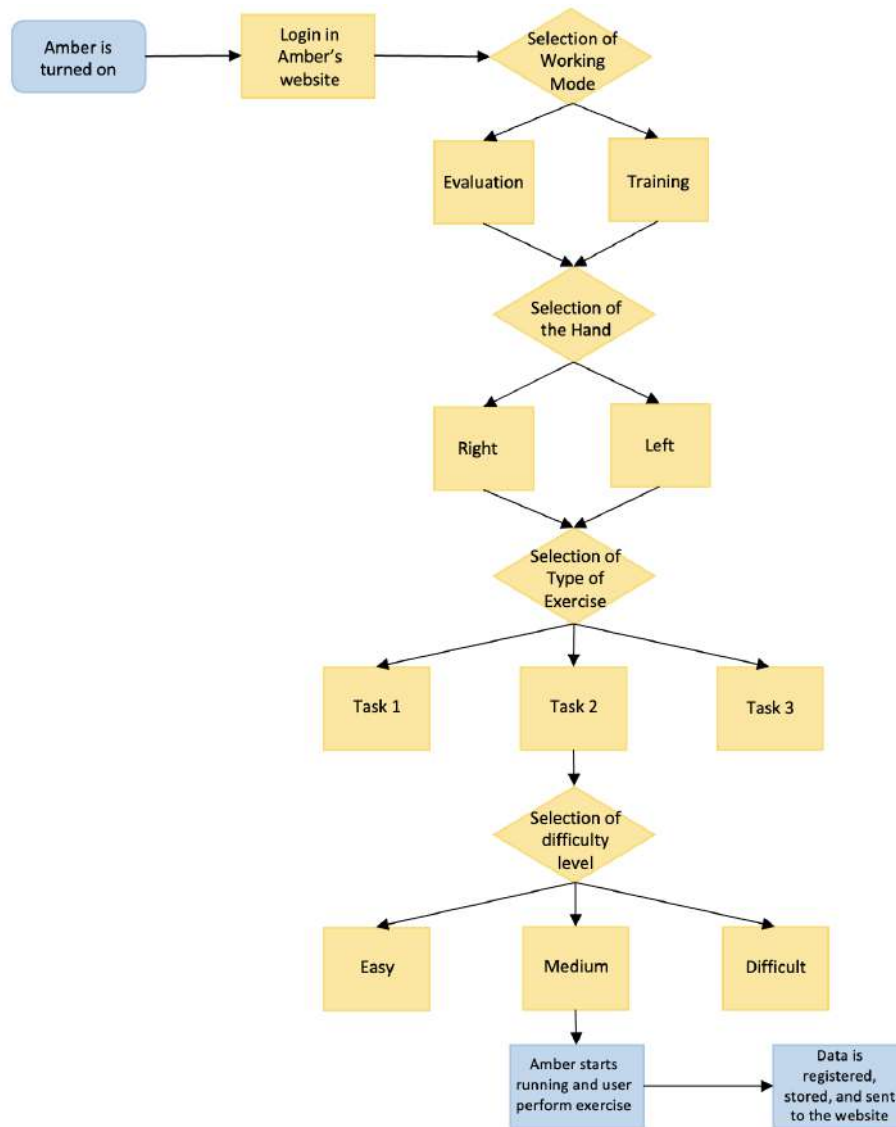 Amber is
turned on
Login in
Amber's
website
Selection of
Working
Mode
Evaluation
Training
Selection of
the Hand
Right
Left
Selection of
Type of
Exercise
Task 1
Task 2
Task 3
Selection of
difficulty
level
Easy
Medium
Difficult
Amber starts
running and user
perform exercise
Data is
registered,
stored, and sent
to the website